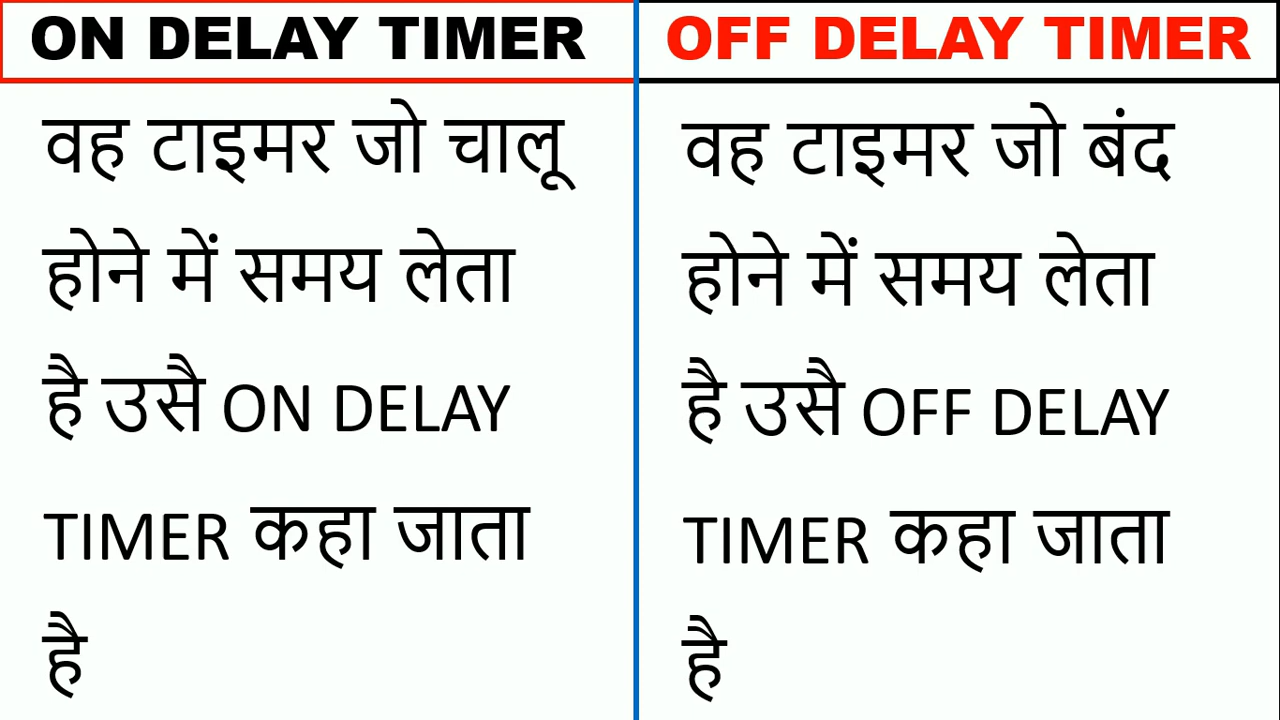 ON DELAY TIMER
वह टाइमर जो चालू
होने में समय लेता
है उसै ON DELAY
TIMER कहा जाता
है
OFF DELAY TIMER
वह टाइमर जो बंद
होने में समय लेता
है उसै OFF DELAY
TIMER कहा जाता
है